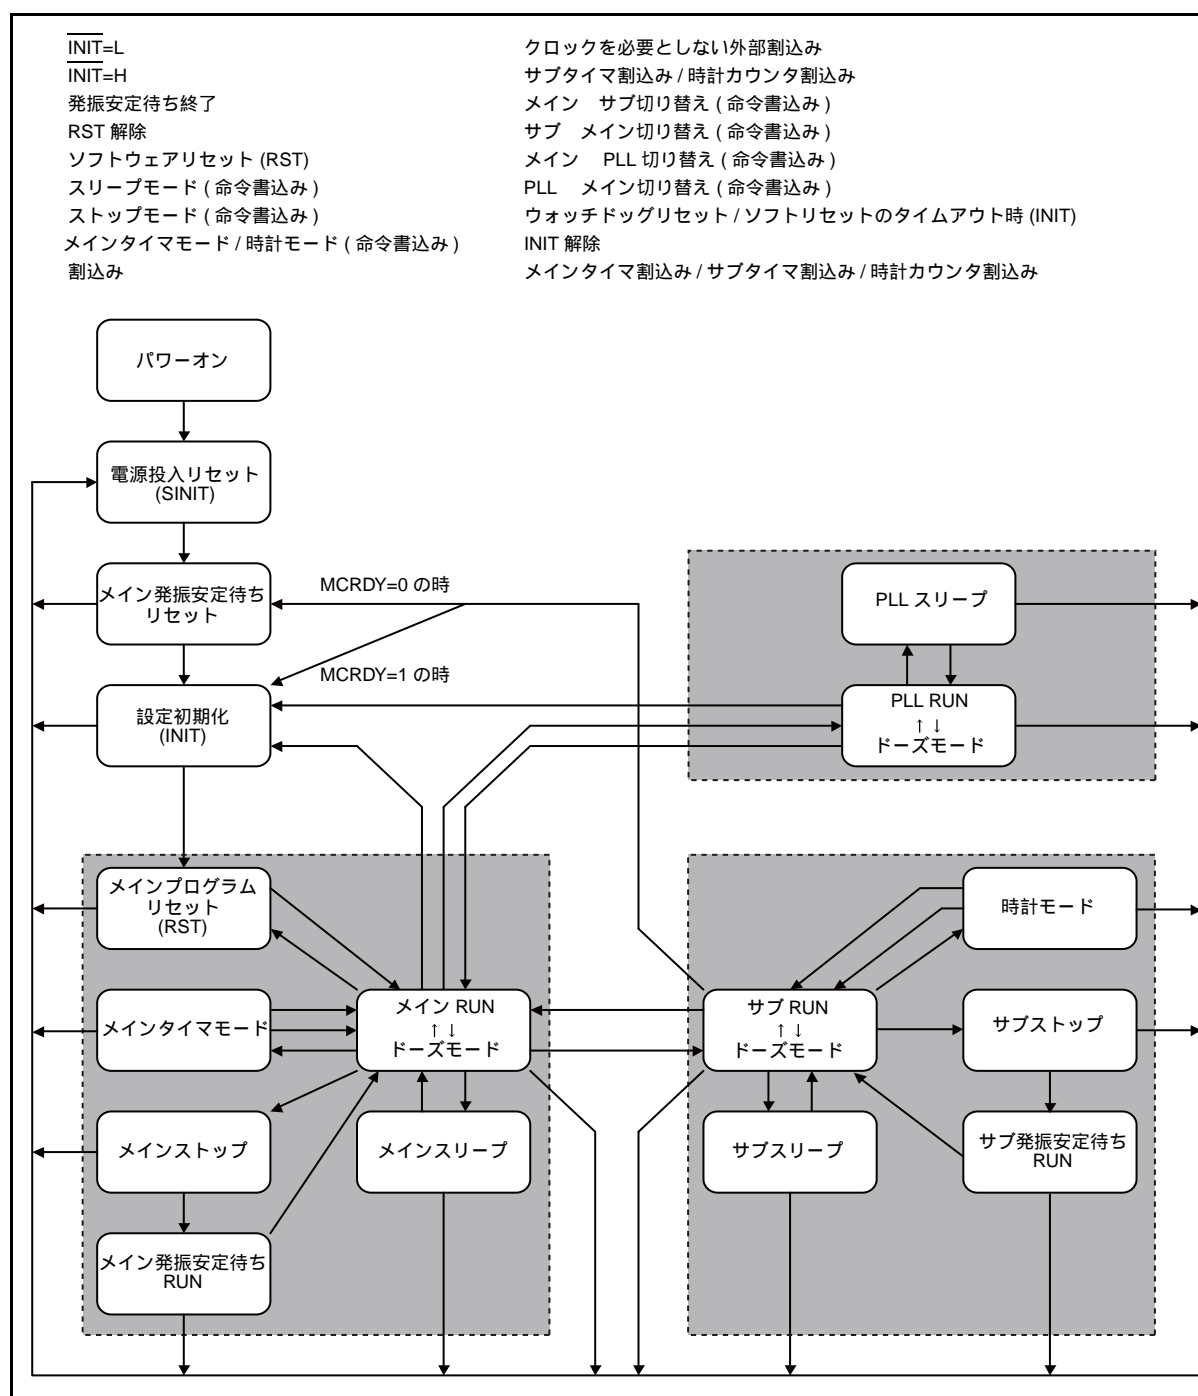 INIT=L
INIT=H
発振安定待ち終了
RST 解除
ソフトウェアリセット (RST)
スリープモード ( 命令書込み )
ストップモード ( 命令書込み )
メインタイマモード / 時計モード ( 命令書込み )
割込み
クロックを必要としない外部割込み
サブタイマ割込み / 時計カウンタ割込み
メイン　サブ切り替え ( 命令書込み )
サブ　メイン切り替え ( 命令書込み )
メイン　PLL 切り替え ( 命令書込み )
PLL　メイン切り替え ( 命令書込み )
ウォッチドッグリセット / ソフトリセットのタイムアウト時 (INIT)
INIT 解除
メインタイマ割込み / サブタイマ割込み / 時計カウンタ割込み
パワーオン
電源投入リセット
(SINIT)
メイン発振安定待ち
リセット
MCRDY=0 の時
PLL スリープ
MCRDY=1 の時
設定初期化
(INIT)
PLL RUN
↑ ↓
ドーズモード
メインプログラム
リセット
(RST)
時計モード
メインタイマモード
メイン RUN
↑ ↓
ドーズモード
サブ RUN
↑ ↓
ドーズモード
サブストップ
メインストップ
メインスリープ
サブスリープ
サブ発振安定待ち
RUN
メイン発振安定待ち
RUN